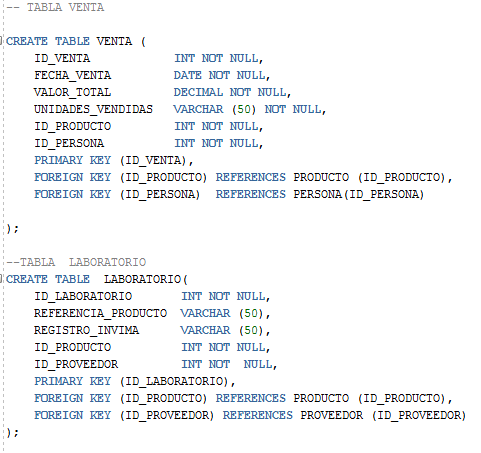 -- TABLA VENTA
CREATE TABLE VENTA (
ID_VENTA INT NOT NULL,
FECHA_VENTA DATE NOT NULL,
VALOR_TOTAL DECIMAL NOT NULL,
UNIDADES_VENDIDAS VARCHAR (50) NOT NULL,
ID_PRODUCTO INT NOT NULL,
ID_PERSONA INT NOT NULL,
PRIMARY KEY (ID_VENTA),
FOREIGN KEY (ID_PRODUCTO) REFERENCES PRODUCTO (ID_PRODUCTO),
FOREIGN KEY (ID_PERSONA) REFERENCES PERSONA(ID_PERSONA)
);
--TABLA LABORATORIO
CREATE TABLE LABORATORIO(
ID_LABORATORIO INT NOT NULL,
REFERENCIA_PRODUCTO VARCHAR (50),
REGISTRO_INVIMA VARCHAR (50),
ID_PRODUCTO INT NOT NULL,
ID_PROVEEDOR INT NOT NULL,
PRIMARY KEY (ID_LABORATORIO),
FOREIGN KEY (ID_PRODUCTO) REFERENCES PRODUCTO (ID_PRODUCTO),
FOREIGN KEY (ID_PROVEEDOR) REFERENCES PROVEEDOR (ID_PROVEEDOR)
);